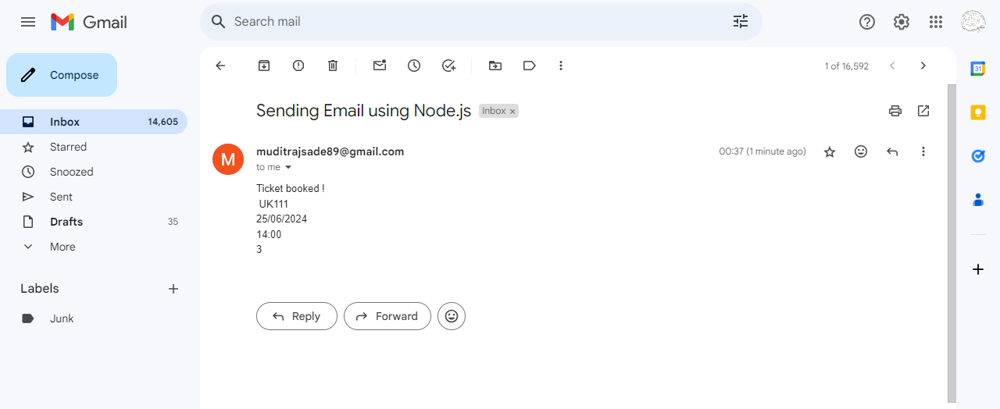 Gmail
Search mail
Compose
1 of 16,592
Inbox 14,605
Starred
Snoozed
Sent
Drafts 35
More
Labels
Junk
Sending Email using Node.js Inbox ×
M
muditrajsade89@gmail.com 00:37 (1 minute ago)
to me
Ticket booked !
UK111
25/06/2024
14:00
3
Reply Forward
31